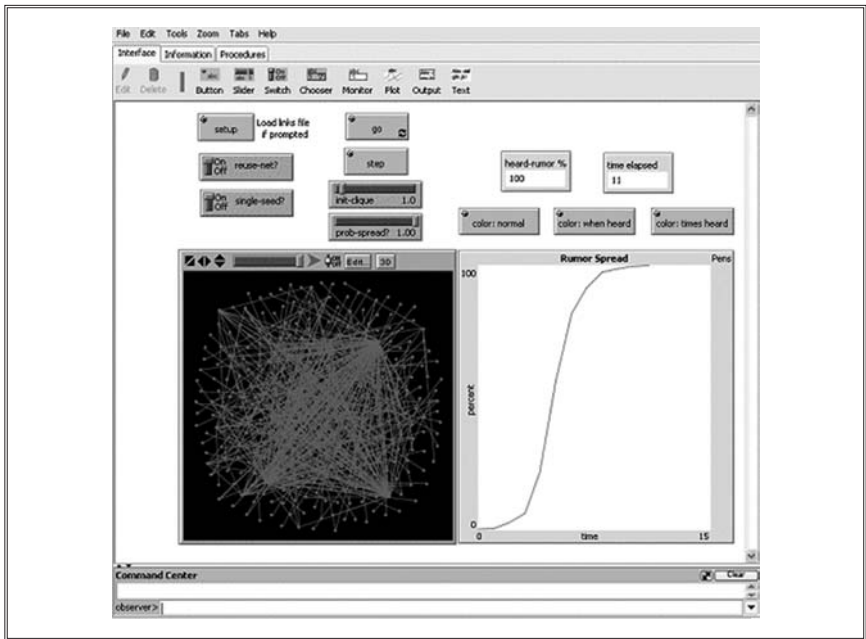 File Edit Tools Zoom Tabs Help
Interface Information Procedures
Edit Delete Button Slider Switch Chooser Monitor Plot Output Text
setup
Load links file
if prompted
go
On
Off
reuse-net?
step
heard-rumor %
100
time elapsed
11
On
Off
single-seed?
init-clique 1.0
prob-spread? 1.00
color: normal
color: when heard
color: times heard
Edit... 3D
Rumor Spread
Pens
100
percent
0
0 time 15
Command Center
Clear
observer>